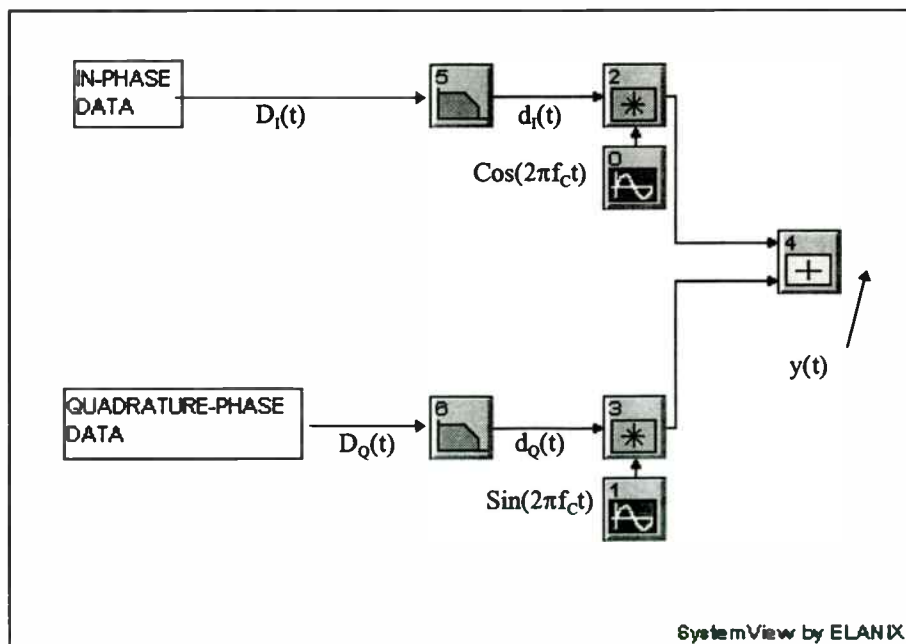 IN-PHASE
DATA
D_I(t)
5
d_I(t)
2
Cos(2πf_Ct)
0
4
y(t)
QUADRATURE-PHASE
DATA
D_Q(t)
6
d_Q(t)
3
Sin(2πf_Ct)
1
SystemView by ELANIX